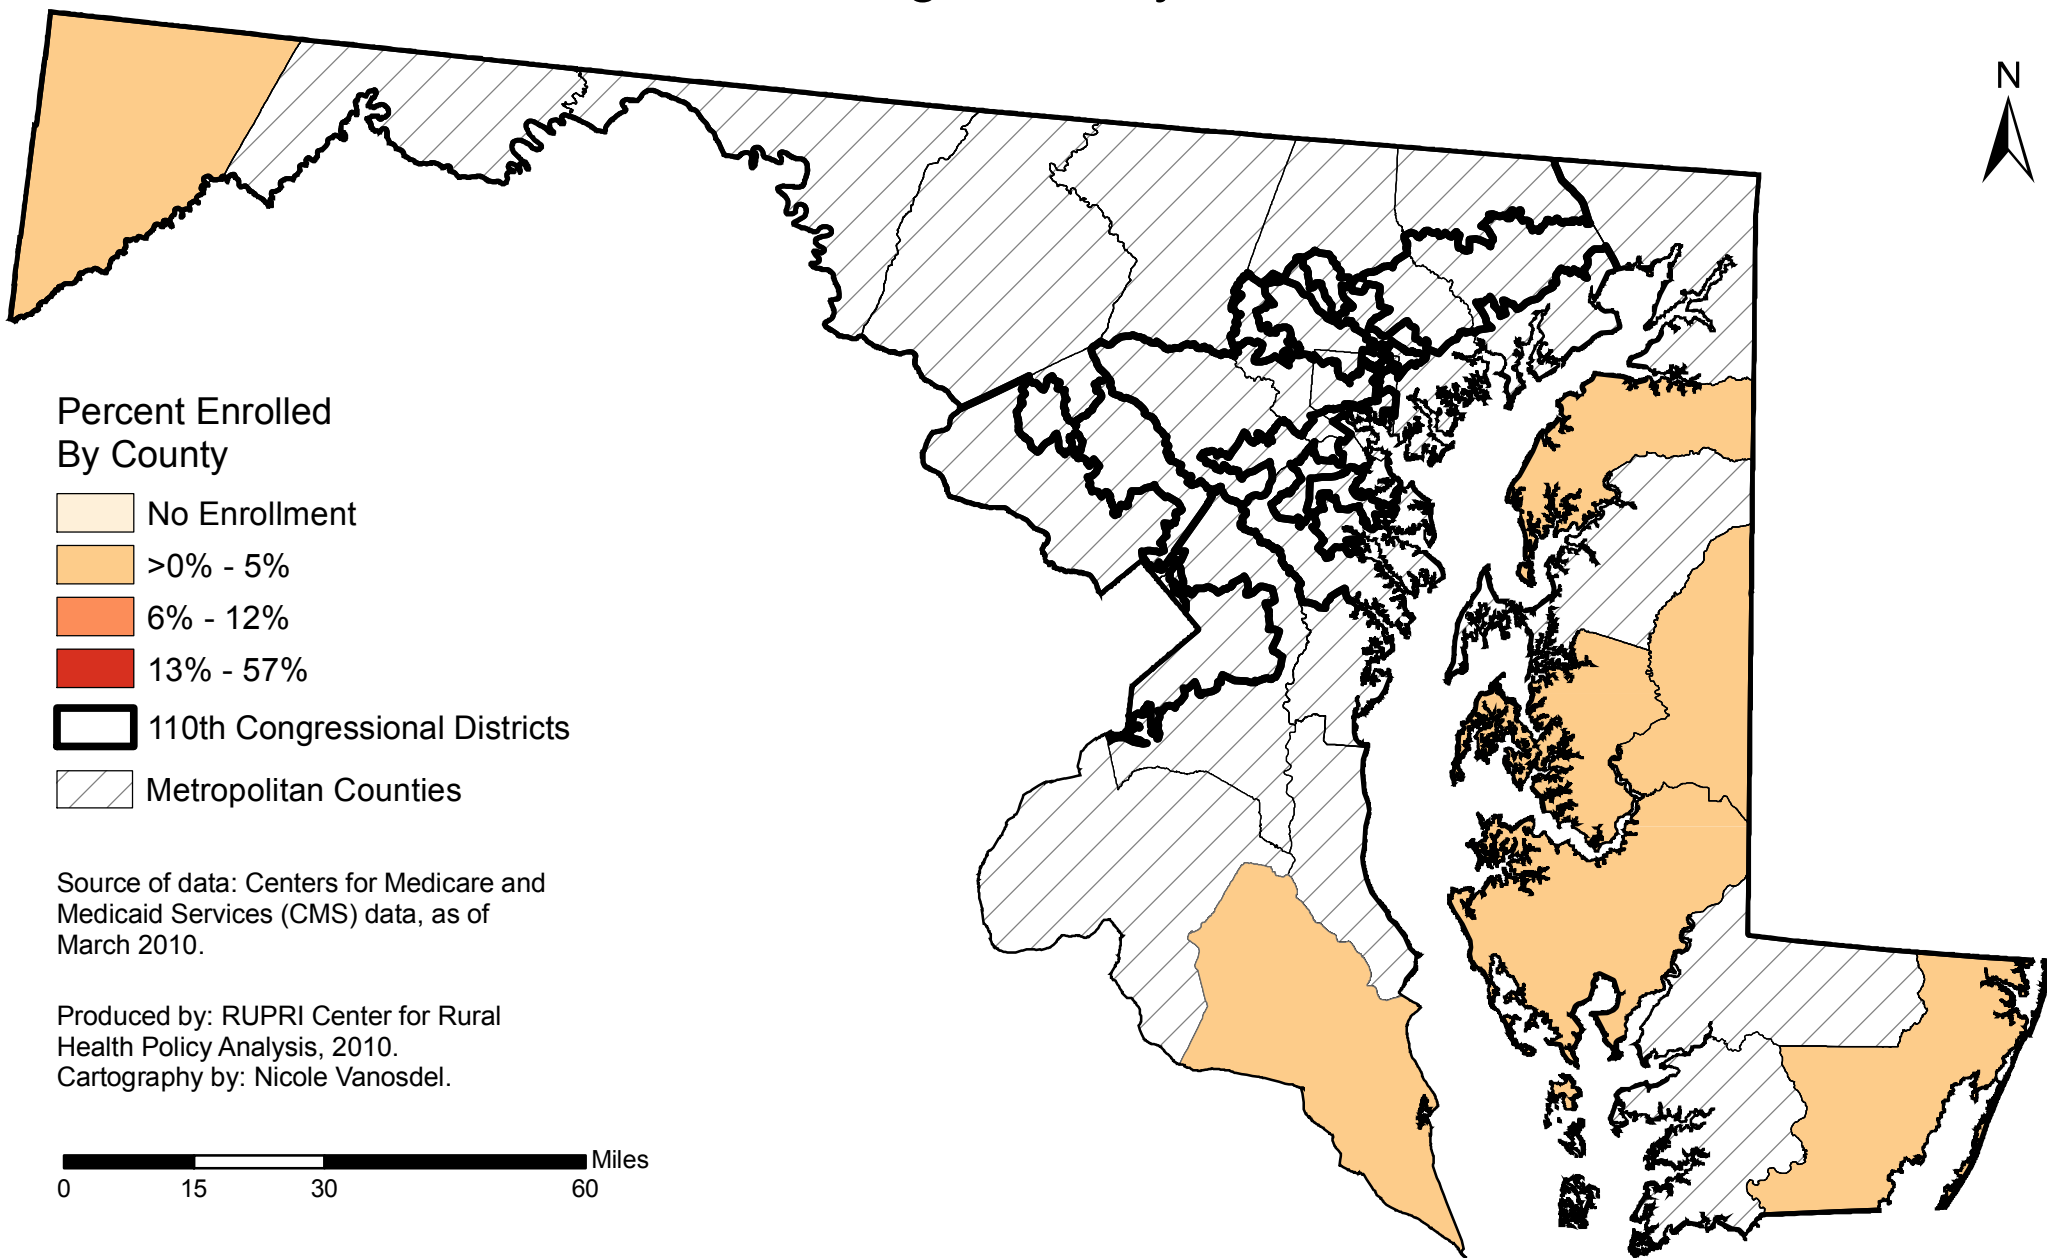 N
Percent Enrolled
By County
No Enrollment
>0% - 5%
6% - 12%
13% - 57%
110th Congressional Districts
Metropolitan Counties
Source of data: Centers for Medicare and
Medicaid Services (CMS) data, as of
March 2010.
Produced by: RUPRI Center for Rural
Health Policy Analysis, 2010.
Cartography by: Nicole Vanosdel.
Miles
0 15 30 60